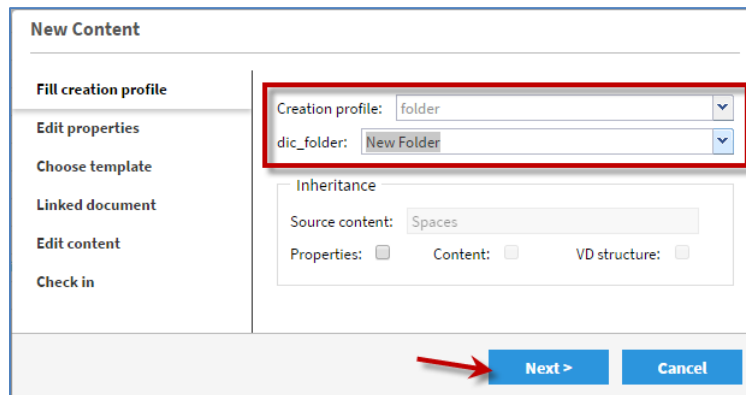 New Content
Fill creation profile
Edit properties
Choose template
Linked document
Edit content
Check in
Creation profile: folder
dic_folder: New Folder
Inheritance
Source content: Spaces
Properties: Content: VD structure:
Next > Cancel